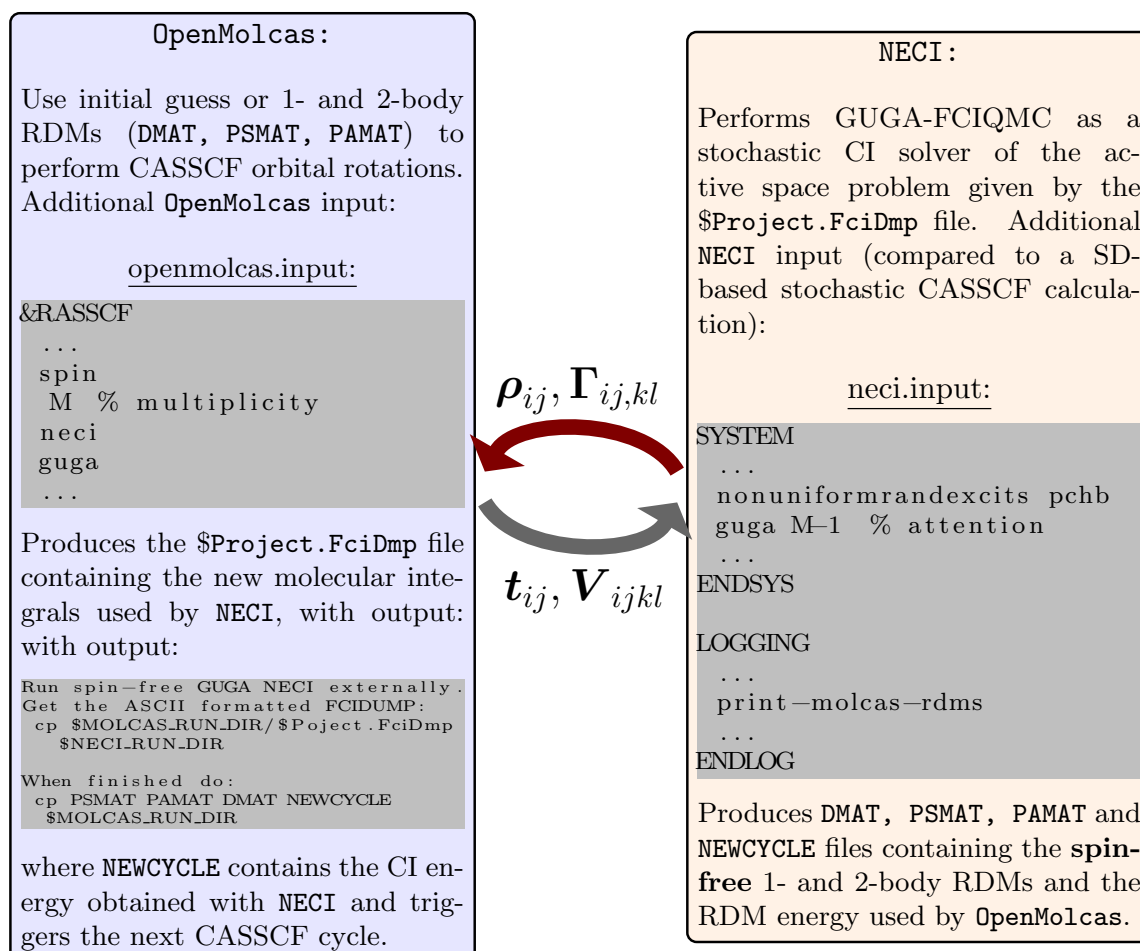 OpenMolcas:
Use initial guess or 1- and 2-body
RDMs (DMAT, PSMAT, PAMAT) to
perform CASSCF orbital rotations.
Additional OpenMolcas input:
openmolcas.input:
&RASSCF
...
spin
M % multiplicity
neci
guga
...
Produces the $Project.FciDmp file
containing the new molecular inte-
grals used by NECI, with output:
with output:
Run spin-free GUGA NECI externally.
Get the ASCII formatted FCIDUMP:
cp $MOLCAS_RUN_DIR/$Poject.FciDmp
$NECI_RUN_DIR
When finished do:
cp PSMAT PAMAT DMAT NEWCYCLE
$MOLCAS_RUN_DIR
where NEWCYCLE contains the CI en-
ergy obtained with NECI and trig-
gers the next CASSCF cycle.
ρij, Γij,kl
tij, Vijkl
NECI:
Performs GUGA-FCIQMC as a
stochastic CI solver of the ac-
tive space problem given by the
$Project.FciDmp file. Additional
NECI input (compared to a SD-
based stochastic CASSCF calcula-
tion):
neci.input:
SYSTEM
...
nonuniformrandexcits pchb
guga M-1 % attention
...
ENDSYS
LOGGING
...
print-molcas-rdms
...
ENDLOG
Produces DMAT, PSMAT, PAMAT and
NEWCYCLE files containing the spin-
free 1- and 2-body RDMs and the
RDM energy used by OpenMolcas.